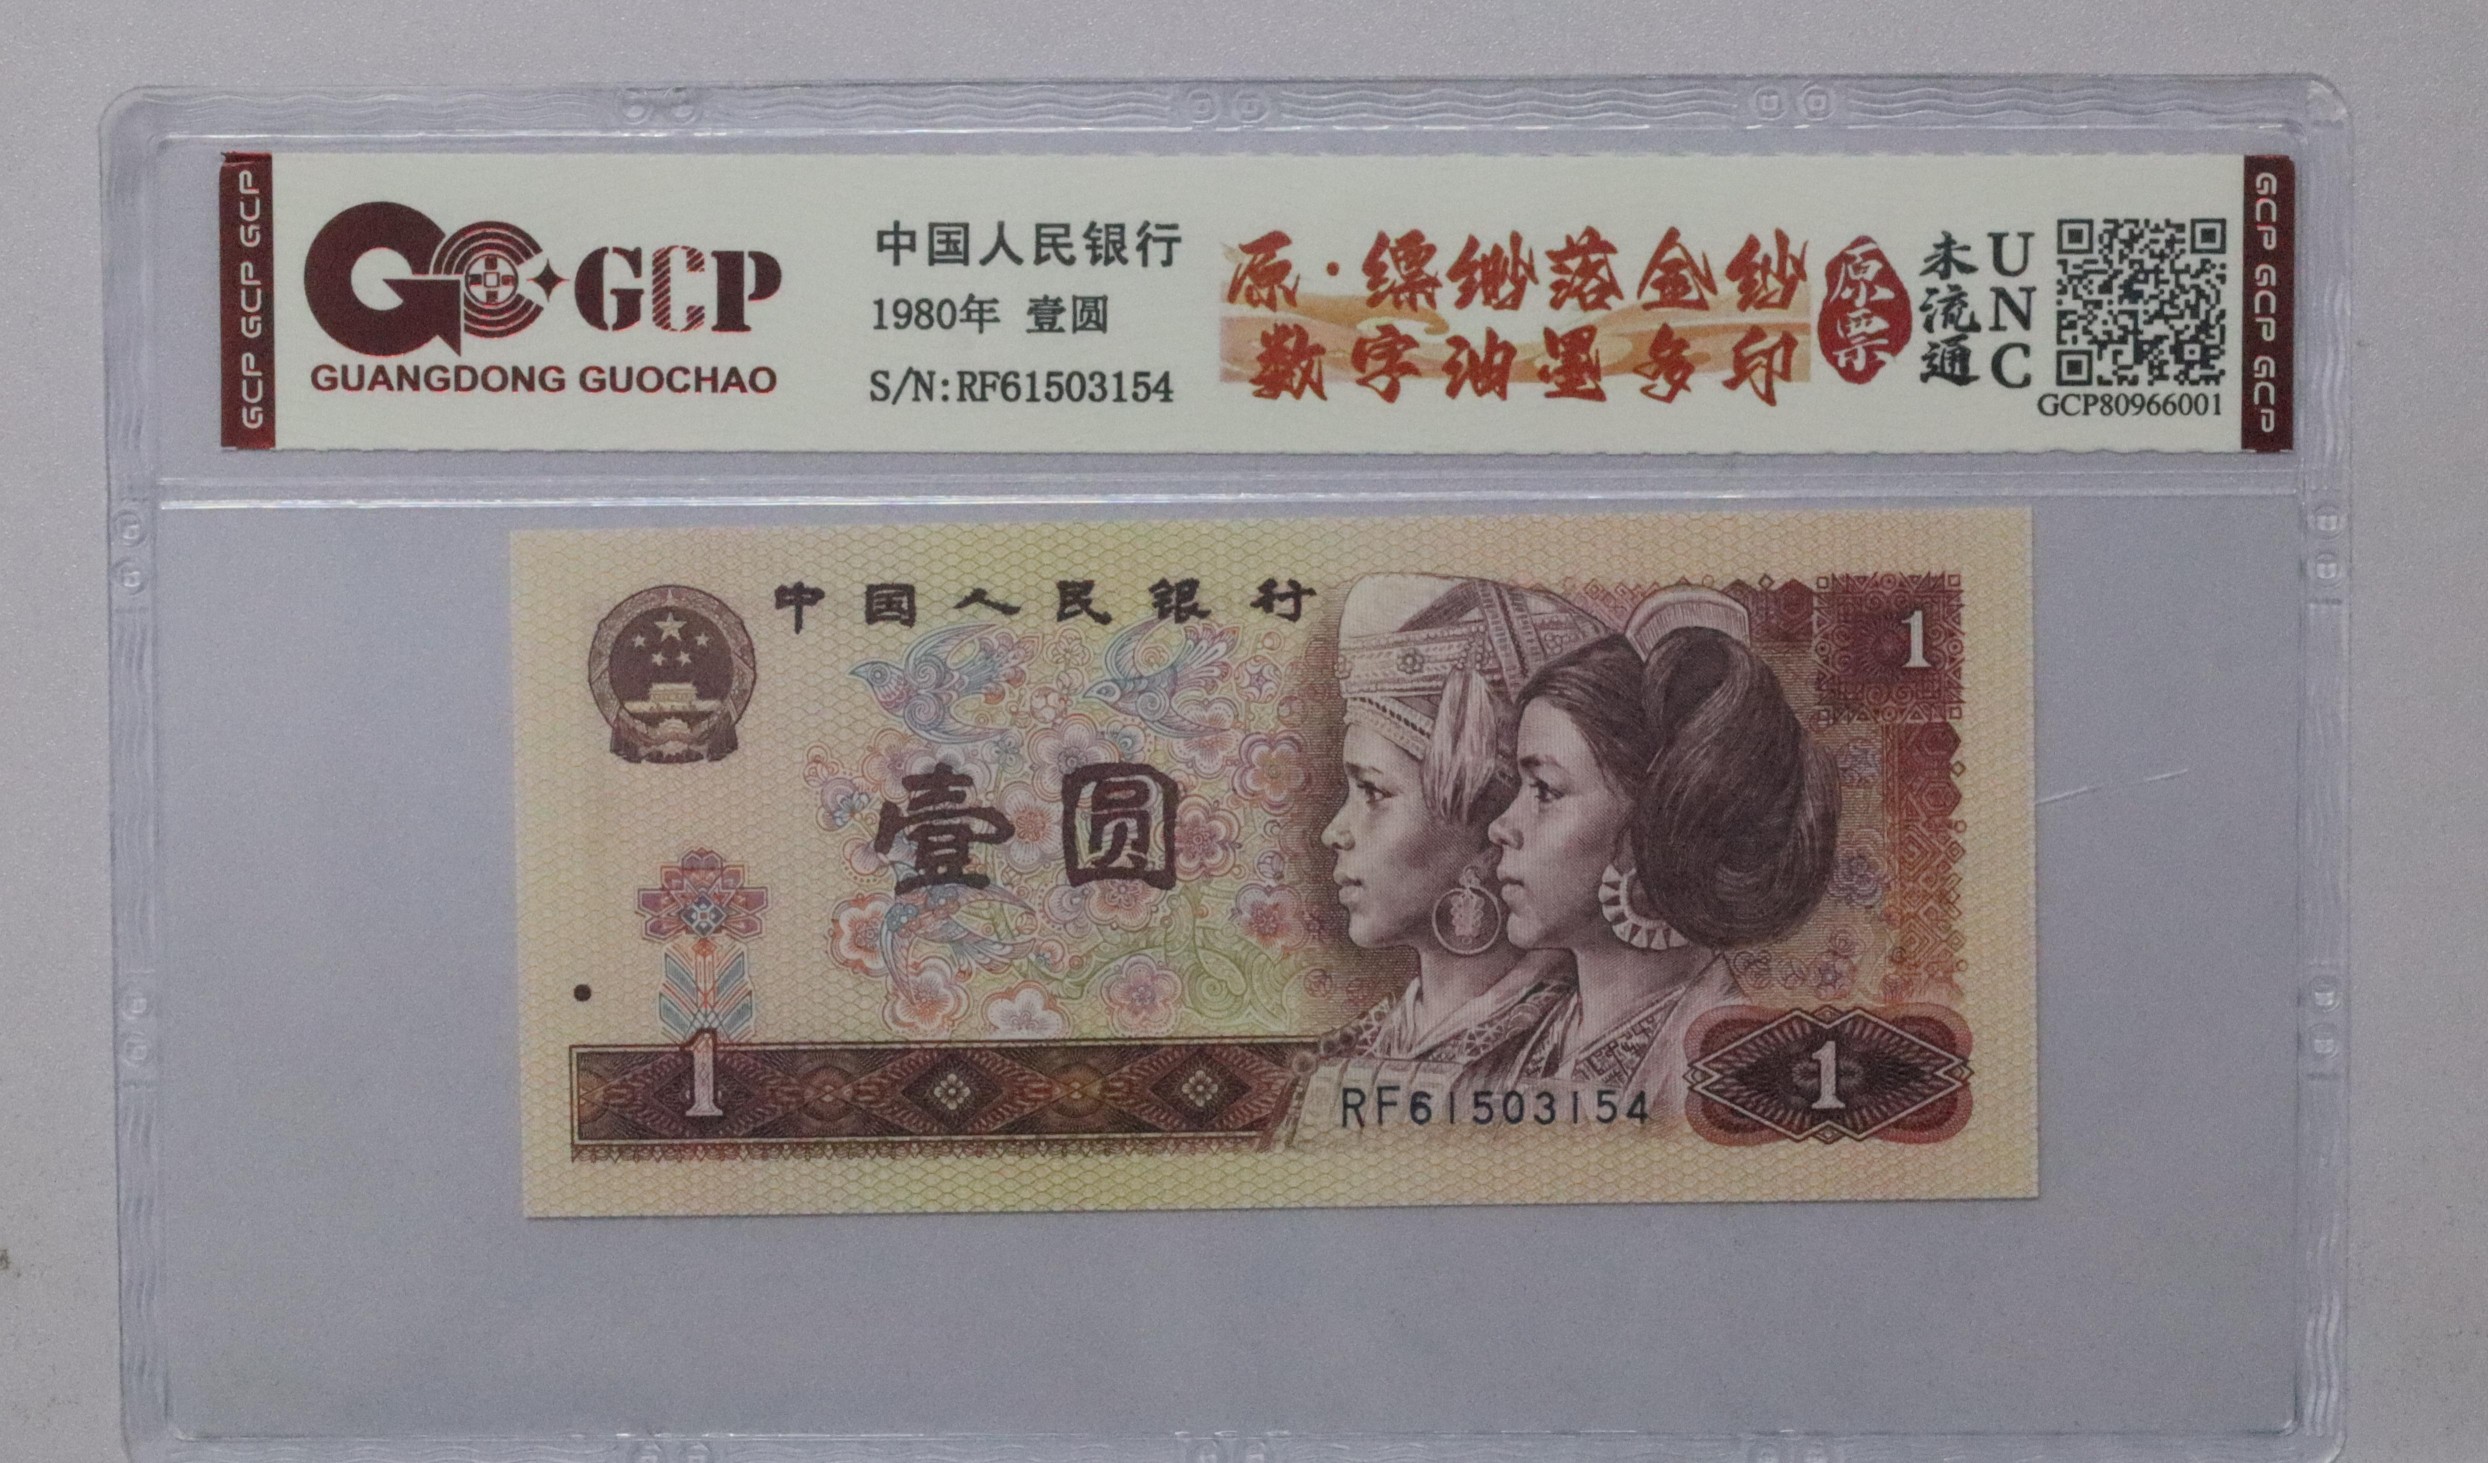 GCP GCP GCP
GCP
GUANGDONG GUOCHAO
中国人民银行
1980年 壹圆
S/N:RF61503154
原·缥缈落金纱
数字油墨多印
原票
未流通
UNC
GCP80966001
GCP GCP GCP
中国人民银行
1
壹圆
1
1
RF61503154